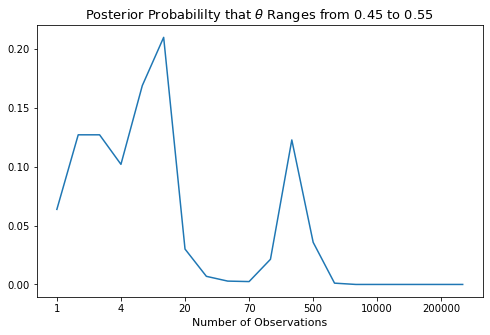 Posterior Probabililty that θ Ranges from 0.45 to 0.55
0.20
0.15
0.10
0.05
0.00
1 4 20 70 500 10000 200000
Number of Observations